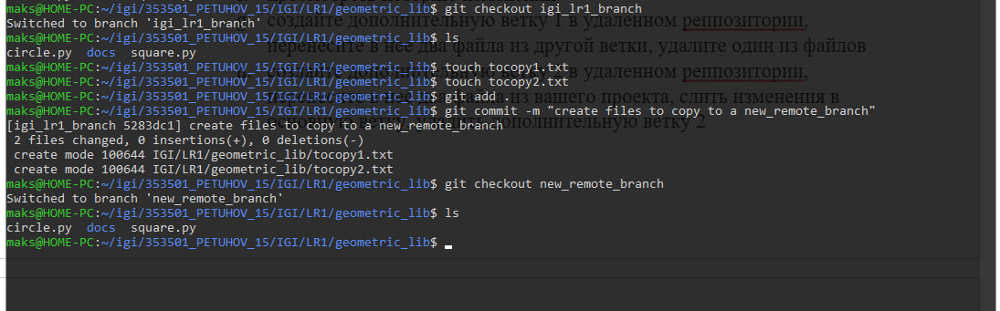 maks@HOME-PC:~/igi/353501_PETUHOV_15/IGI/LR1/geometric_lib$ git checkout igi_lr1_branch
Switched to branch 'igi_lr1_branch'
создайте дополнительную ветку 1 в удаленном реппозитории,
maks@HOME-PC:~/igi/353501_PETUHOV_15/IGI/LR1/geometric_lib$ ls
перенесите в нее два файла из другой ветки, удалите один из файлов
circle.py docs square.py
maks@HOME-PC:~/igi/353501_PETUHOV_15/IGI/LR1/geometric_lib$ touch tocopy1.txt
в удаленном реппозитории,
maks@HOME-PC:~/igi/353501_PETUHOV_15/IGI/LR1/geometric_lib$ touch tocopy2.txt
maks@HOME-PC:~/igi/353501_PETUHOV_15/IGI/LR1/geometric_lib$ git add .
из вашего проекта, слить изменения в
maks@HOME-PC:~/igi/353501_PETUHOV_15/IGI/LR1/geometric_lib$ git commit -m "create files to copy to a new_remote_branch"
[igi_lr1_branch 5283dc1] create files to copy to a new_remote_branch
основную ветку, удалить дополнительную ветку 2
 2 files changed, 0 insertions(+), 0 deletions(-)
 create mode 100644 IGI/LR1/geometric_lib/tocopy1.txt
 create mode 100644 IGI/LR1/geometric_lib/tocopy2.txt
maks@HOME-PC:~/igi/353501_PETUHOV_15/IGI/LR1/geometric_lib$ git checkout new_remote_branch
Switched to branch 'new_remote_branch'
maks@HOME-PC:~/igi/353501_PETUHOV_15/IGI/LR1/geometric_lib$ ls
circle.py docs square.py
maks@HOME-PC:~/igi/353501_PETUHOV_15/IGI/LR1/geometric_lib$